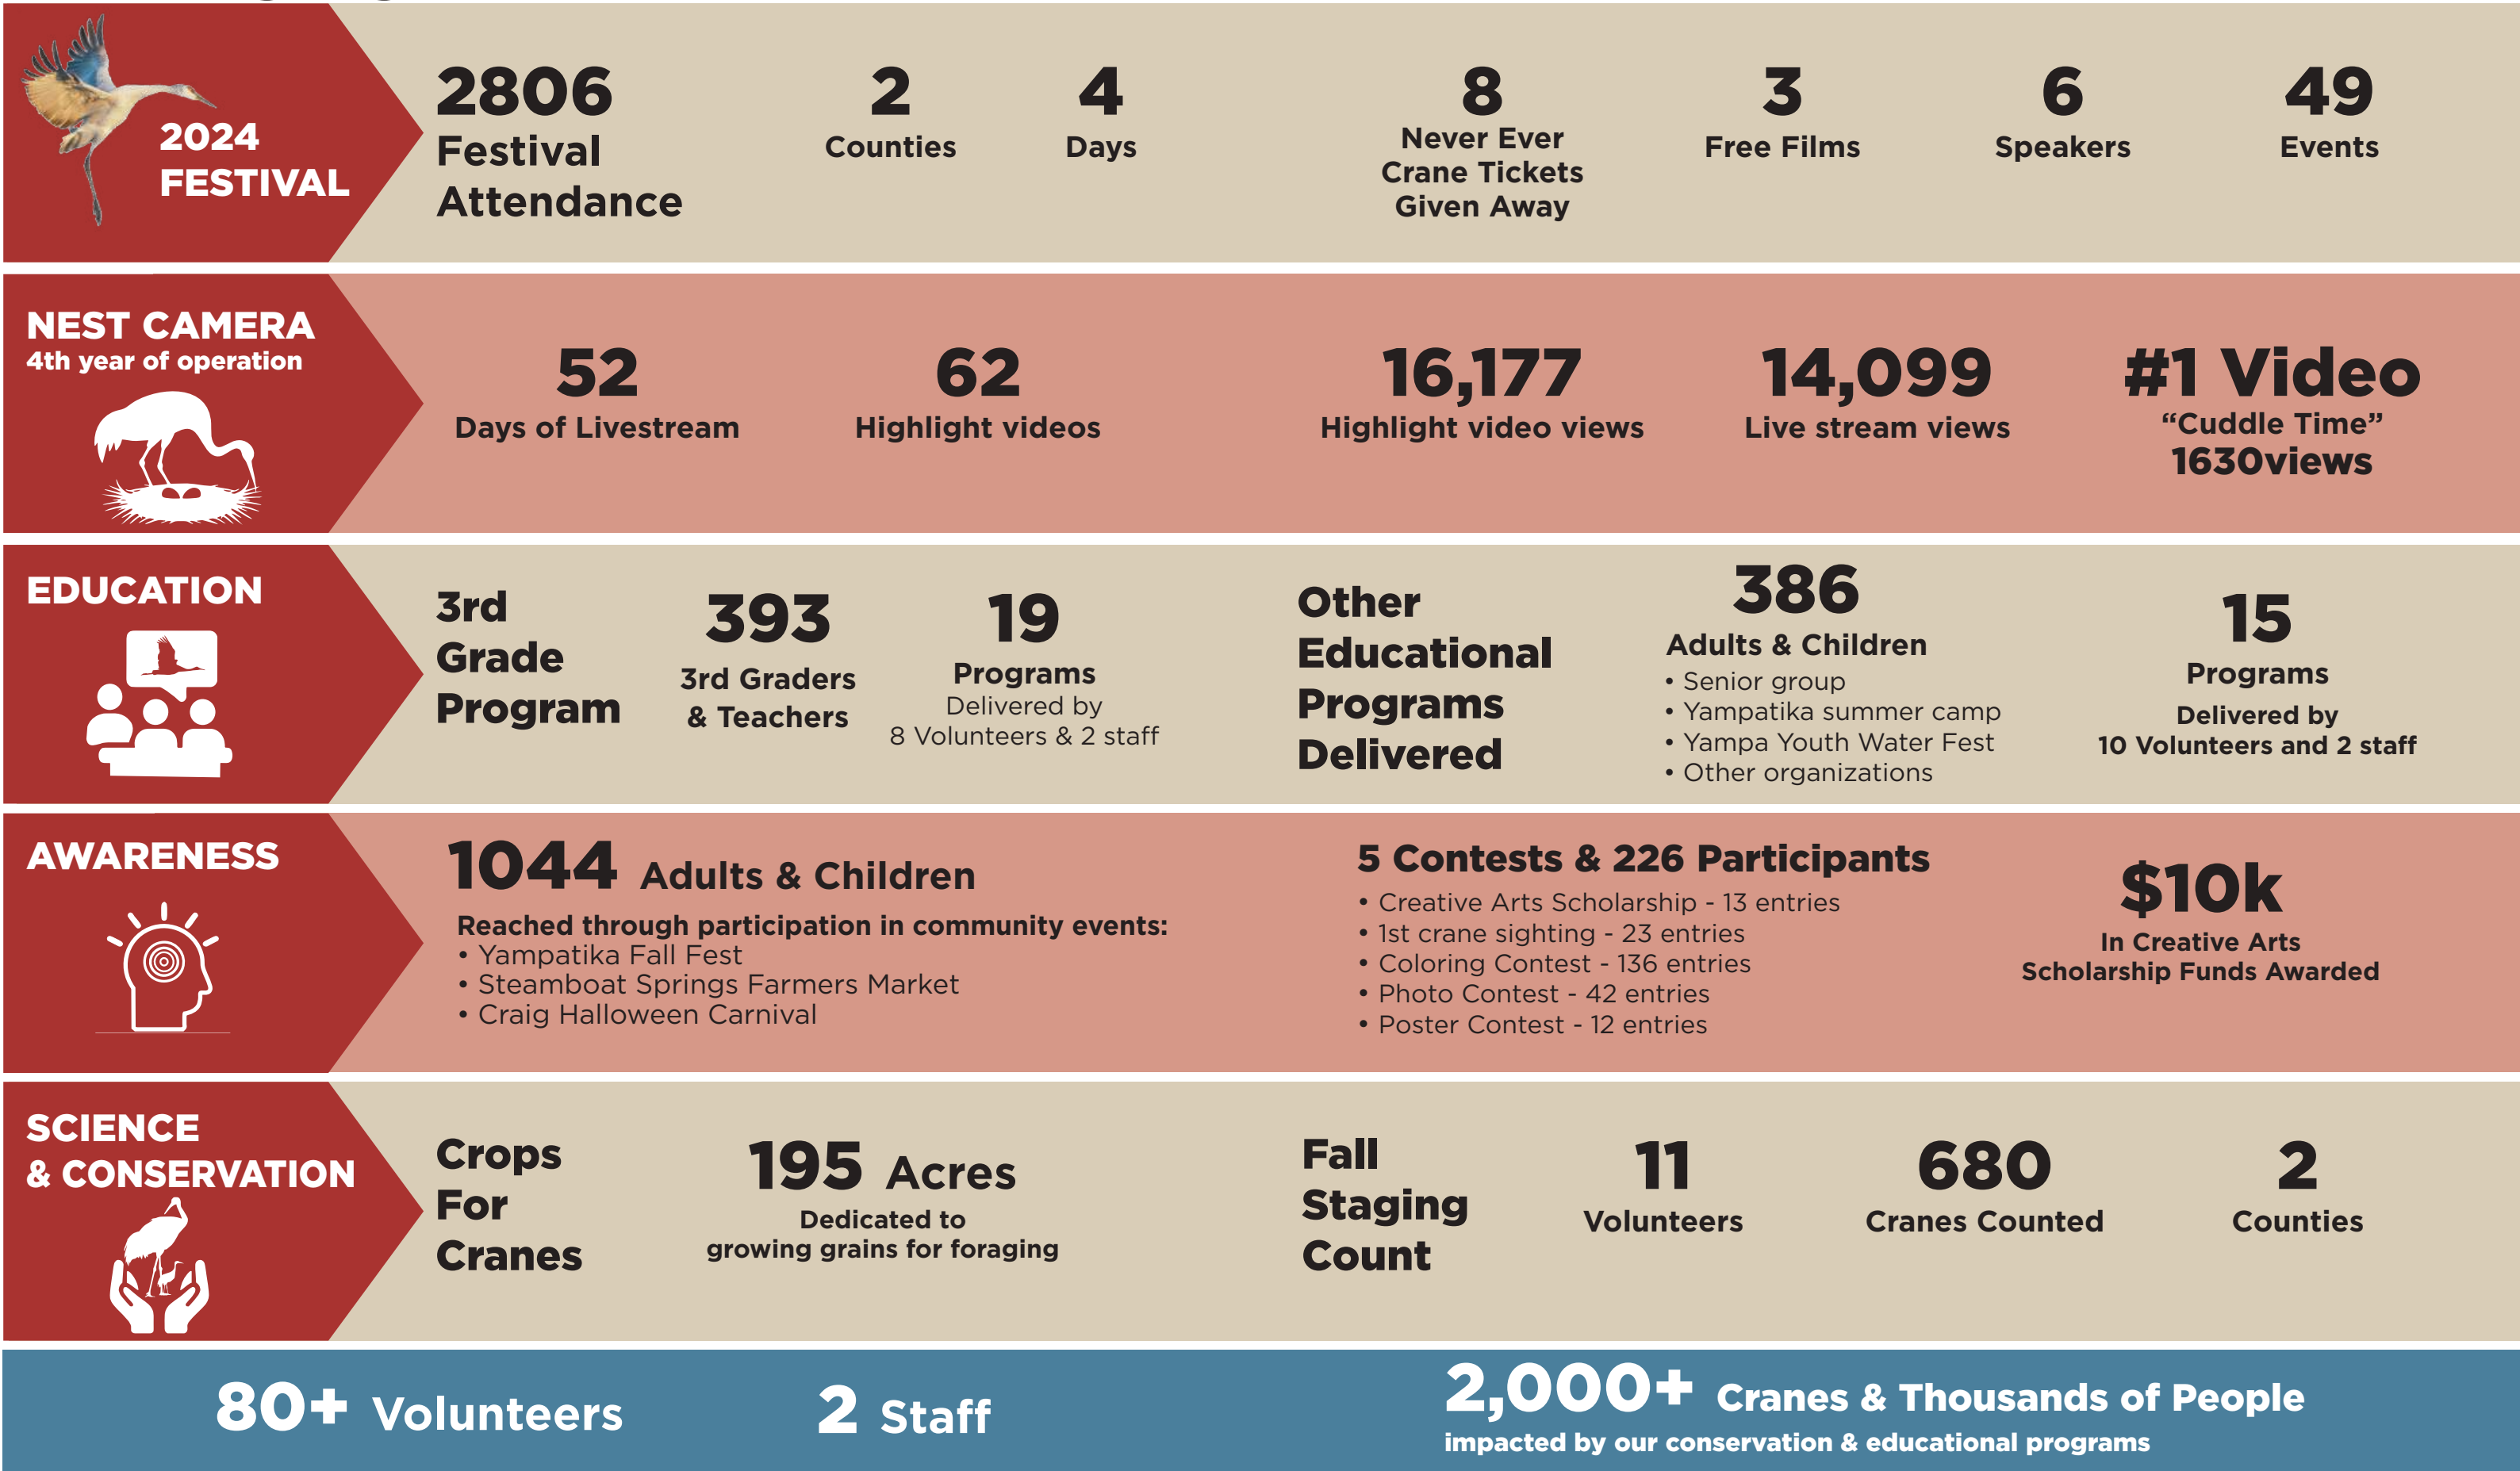 2024
FESTIVAL
2806
Festival
Attendance
2
Counties
4
Days
8
Never Ever
Crane Tickets
Given Away
3
Free Films
6
Speakers
49
Events
NEST CAMERA
4th year of operation
52
Days of Livestream
62
Highlight videos
16,177
Highlight video views
14,099
Live stream views
#1 Video
“Cuddle Time”
1630views
EDUCATION
3rd
Grade
Program
393
3rd Graders
& Teachers
19
Programs
Delivered by
8 Volunteers & 2 staff
Other
Educational
Programs
Delivered
386
Adults & Children
• Senior group
• Yampatika summer camp
• Yampa Youth Water Fest
• Other organizations
15
Programs
Delivered by
10 Volunteers and 2 staff
AWARENESS
1044 Adults & Children
Reached through participation in community events:
• Yampatika Fall Fest
• Steamboat Springs Farmers Market
• Craig Halloween Carnival
5 Contests & 226 Participants
• Creative Arts Scholarship - 13 entries
• 1st crane sighting - 23 entries
• Coloring Contest - 136 entries
• Photo Contest - 42 entries
• Poster Contest - 12 entries
$10k
In Creative Arts
Scholarship Funds Awarded
SCIENCE
& CONSERVATION
Crops
For
Cranes
195 Acres
Dedicated to
growing grains for foraging
Fall
Staging
Count
11
Volunteers
680
Cranes Counted
2
Counties
80+ Volunteers
2 Staff
2,000+ Cranes & Thousands of People
impacted by our conservation & educational programs